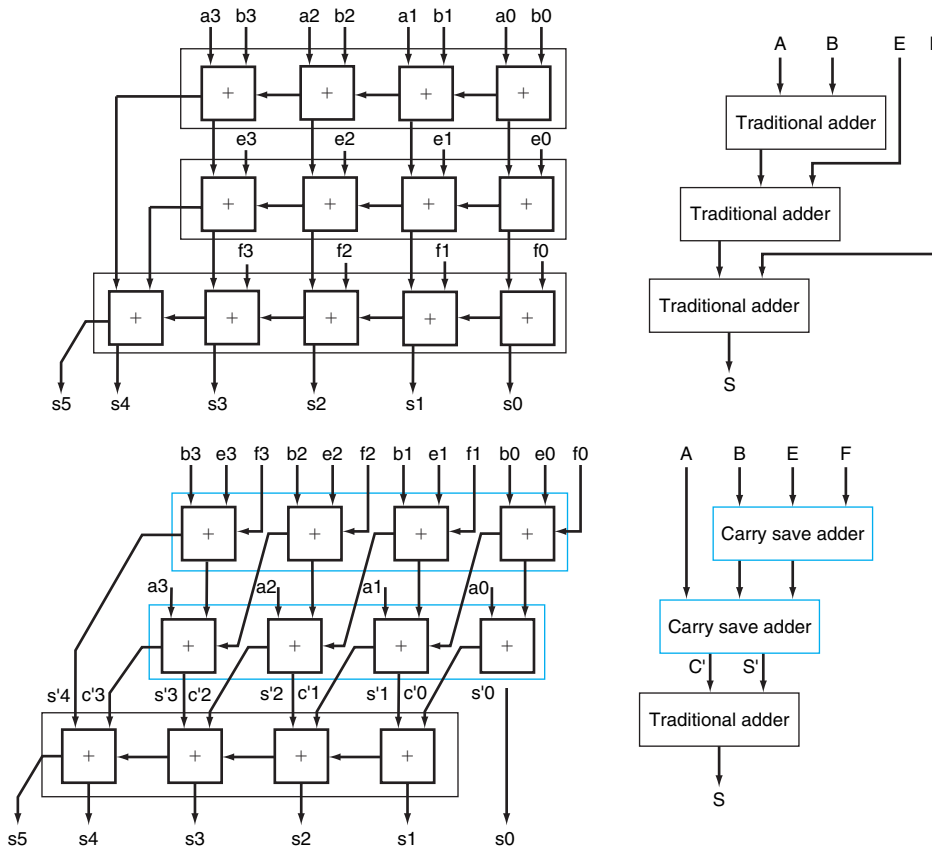 a3 b3 a2 b2 a1 b1 a0 b0
+ + + +
e3 e2 e1 e0
+ + + +
f3 f2 f1 f0
+ + + + +
s5 s4 s3 s2 s1 s0
A B E
Traditional adder
Traditional adder
Traditional adder
S
b3 e3 f3 b2 e2 f2 b1 e1 f1 b0 e0 f0
+ + + +
a3 a2 a1 a0
+ + + +
s'4 c'3 s'3 c'2 s'2 c'1 s'1 c'0 s'0
+ + + +
s5 s4 s3 s2 s1 s0
A B E F
Carry save adder
Carry save adder
C' S'
Traditional adder
S